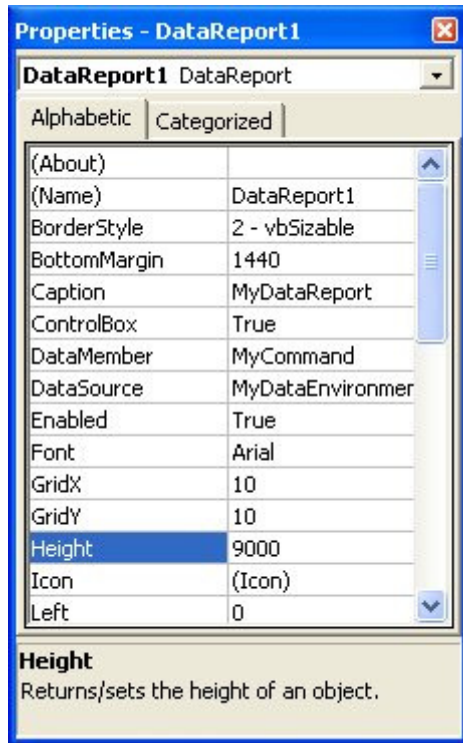 Properties - DataReport1
DataReport1 DataReport
Alphabetic Categorized
(About)
(Name) DataReport1
BorderStyle 2 - vbSizable
BottomMargin 1440
Caption MyDataReport
ControlBox True
DataMember MyCommand
DataSource MyDataEnvironmen
Enabled True
Font Arial
GridX 10
GridY 10
Height 9000
Icon (Icon)
Left 0
Height
Returns/sets the height of an object.